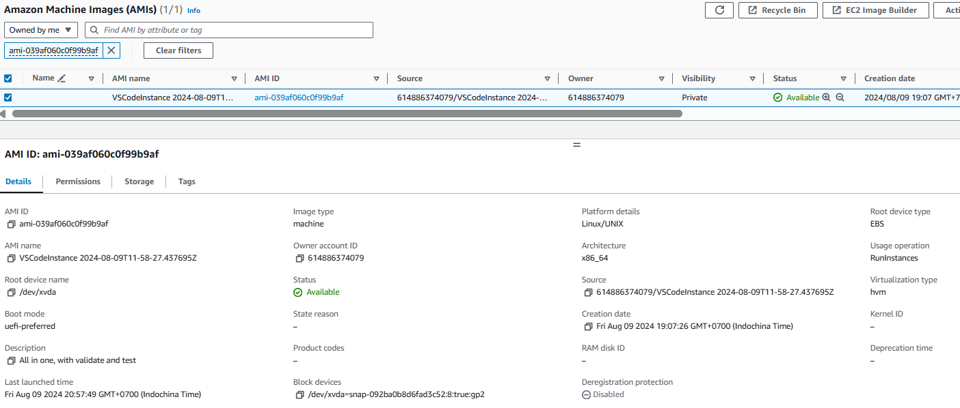 Amazon Machine Images (AMIs) (1/1) Info
Recycle Bin
EC2 Image Builder
Acti
Owned by me
Find AMI by attribute or tag
ami-039af060c0f99b9af
Clear filters
Name AMI name AMI ID Source Owner Visibility Status Creation date
VSCodeInstance 2024-08-09T1... ami-039af060c0f99b9af 614886374079/VSCodeInstance 2024-... 614886374079 Private Available 2024/08/09 19:07 GMT+7
AMI ID: ami-039af060c0f99b9af
Details Permissions Storage Tags
AMI ID Image type Platform details Root device type
ami-039af060c0f99b9af machine Linux/UNIX EBS
AMI name Owner account ID Architecture Usage operation
VSCodeInstance 2024-08-09T11-58-27.437695Z 614886374079 x86_64 RunInstances
Root device name Status Source Virtualization type
/dev/xvda Available 614886374079/VSCodeInstance 2024-08-09T11-58-27.437695Z hvm
Boot mode State reason Creation date Kernel ID
uefi-preferred – Fri Aug 09 2024 19:07:26 GMT+0700 (Indochina Time) –
Description Product codes RAM disk ID Deprecation time
All in one, with validate and test – – –
Last launched time Block devices Deregistration protection
Fri Aug 09 2024 20:57:49 GMT+0700 (Indochina Time) /dev/xvda=snap-092ba0b8d6fad3c52:8:true:gp2 Disabled